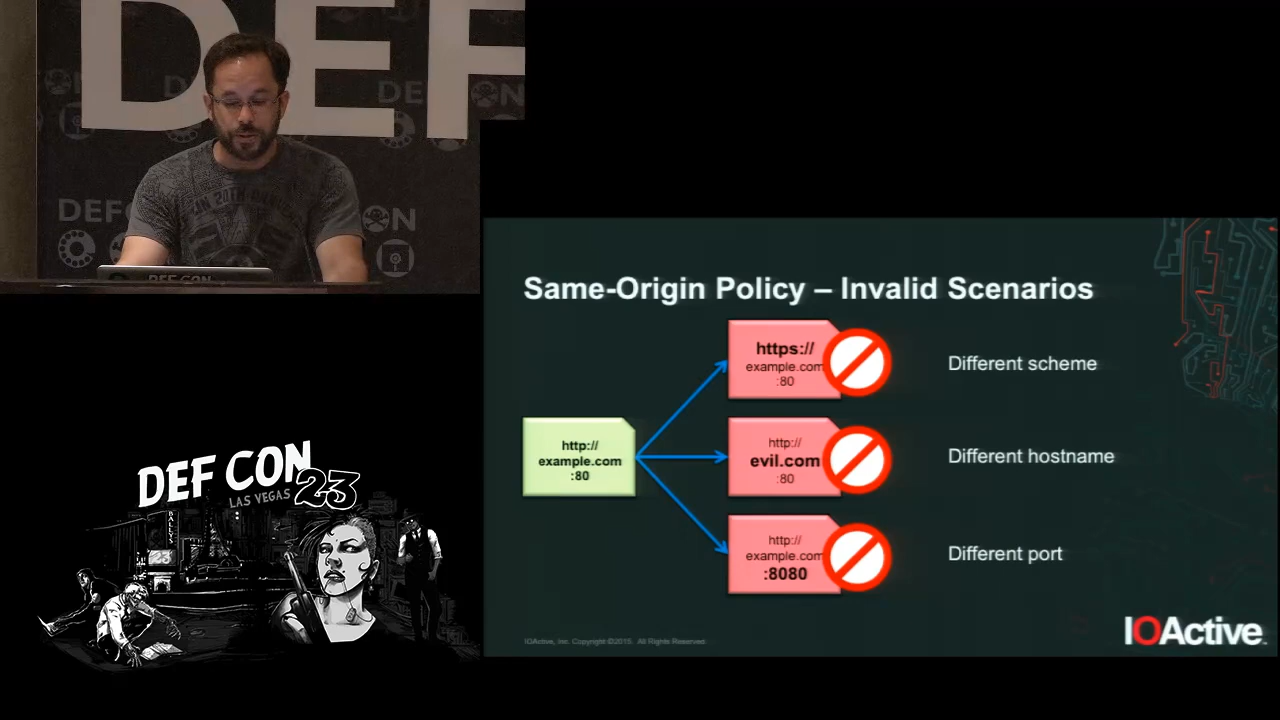 DEF
DEF CON
Same-Origin Policy – Invalid Scenarios
https://
example.com
:80
Different scheme
http://
example.com
:80
http://
evil.com
:80
Different hostname
http://
example.com
:8080
Different port
IOActive, Inc. Copyright ©2015. All Rights Reserved.
IOActive
DEF CON
23
LAS VEGAS
BALLYS